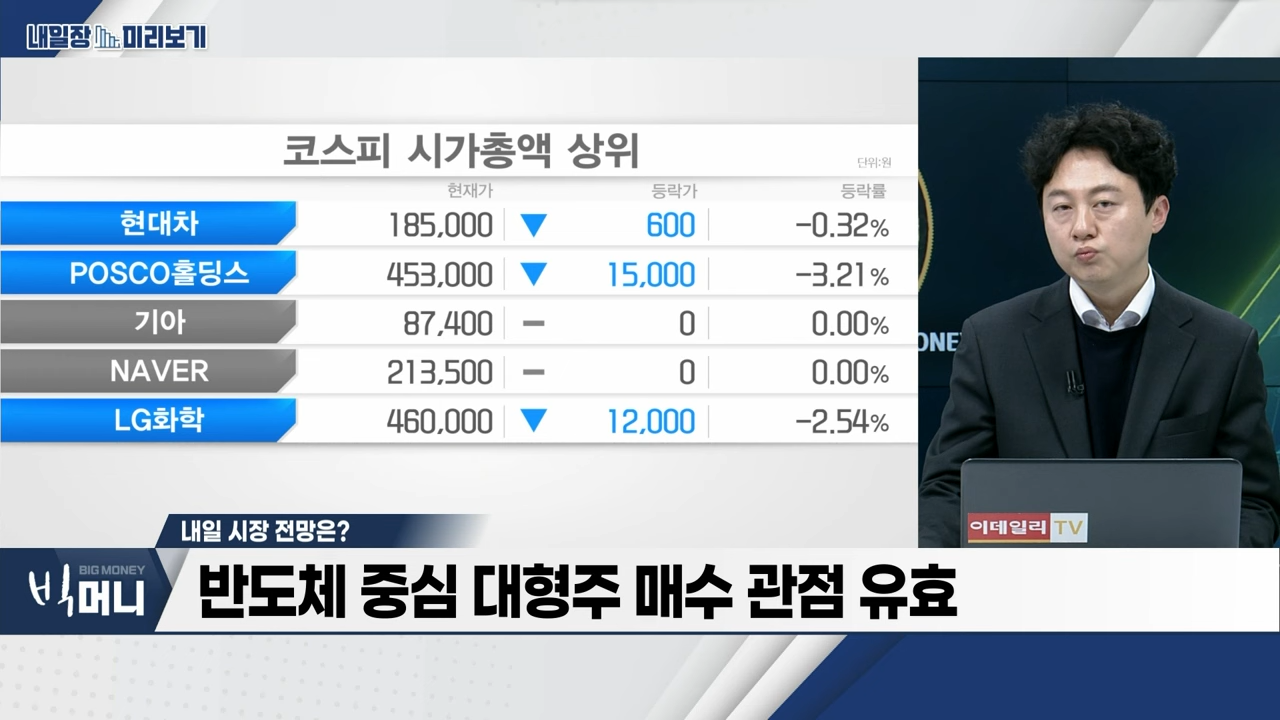 내일장 미리보기
코스피 시가총액 상위
단위:원
현재가 등락가 등락률
현대차 185,000 ▼ 600 -0.32%
POSCO홀딩스 453,000 ▼ 15,000 -3.21%
기아 87,400 - 0 0.00%
NAVER 213,500 - 0 0.00%
LG화학 460,000 ▼ 12,000 -2.54%
ONE
이데일리 TV
내일 시장 전망은?
BIG MONEY
빅머니
반도체 중심 대형주 매수 관점 유효